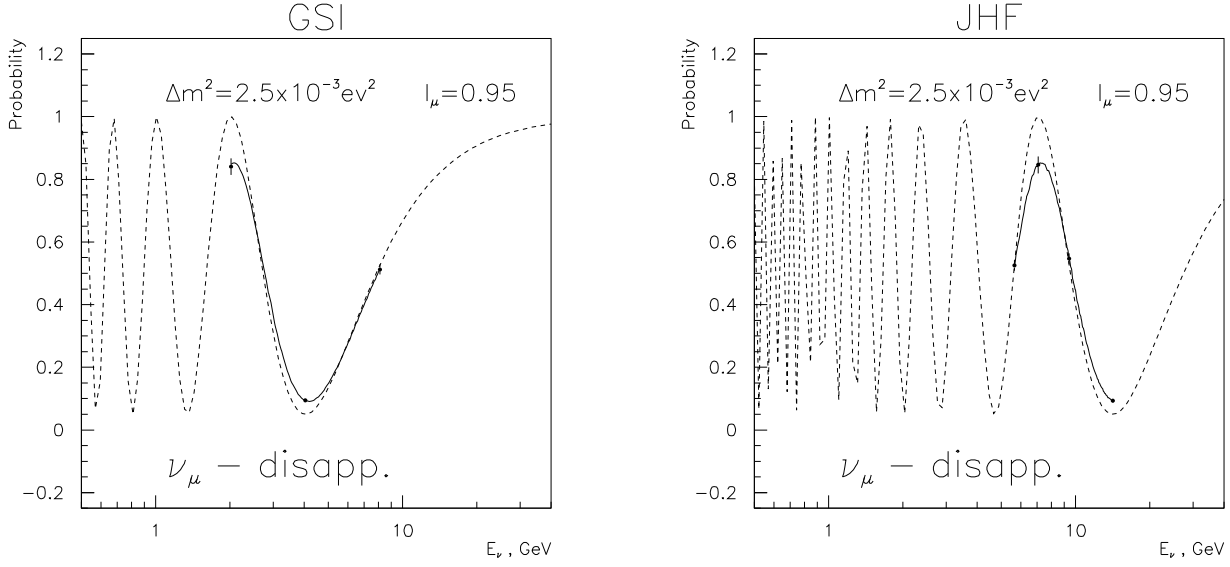 GSI
Probability
1.2
1
0.8
0.6
0.4
0.2
0
−0.2
Δm²=2.5x10⁻³ev² I_μ=0.95
ν_μ − disapp.
1 10
E_ν , GeV
JHF
Probability
1.2
1
0.8
0.6
0.4
0.2
0
−0.2
Δm²=2.5x10⁻³ev² I_μ=0.95
ν_μ − disapp.
1 10
E_ν , GeV